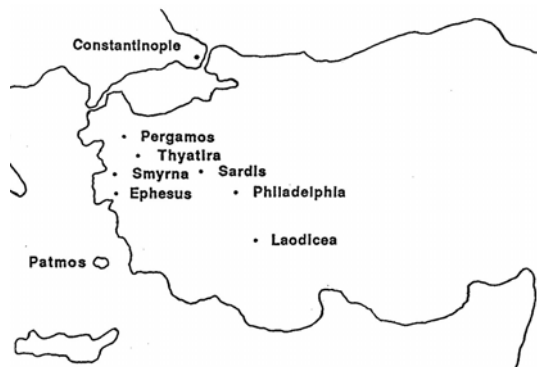 Constantinople
Pergamos
Thyatira
Smyrna
Sardis
Ephesus
Philadelphia
Laodicea
Patmos